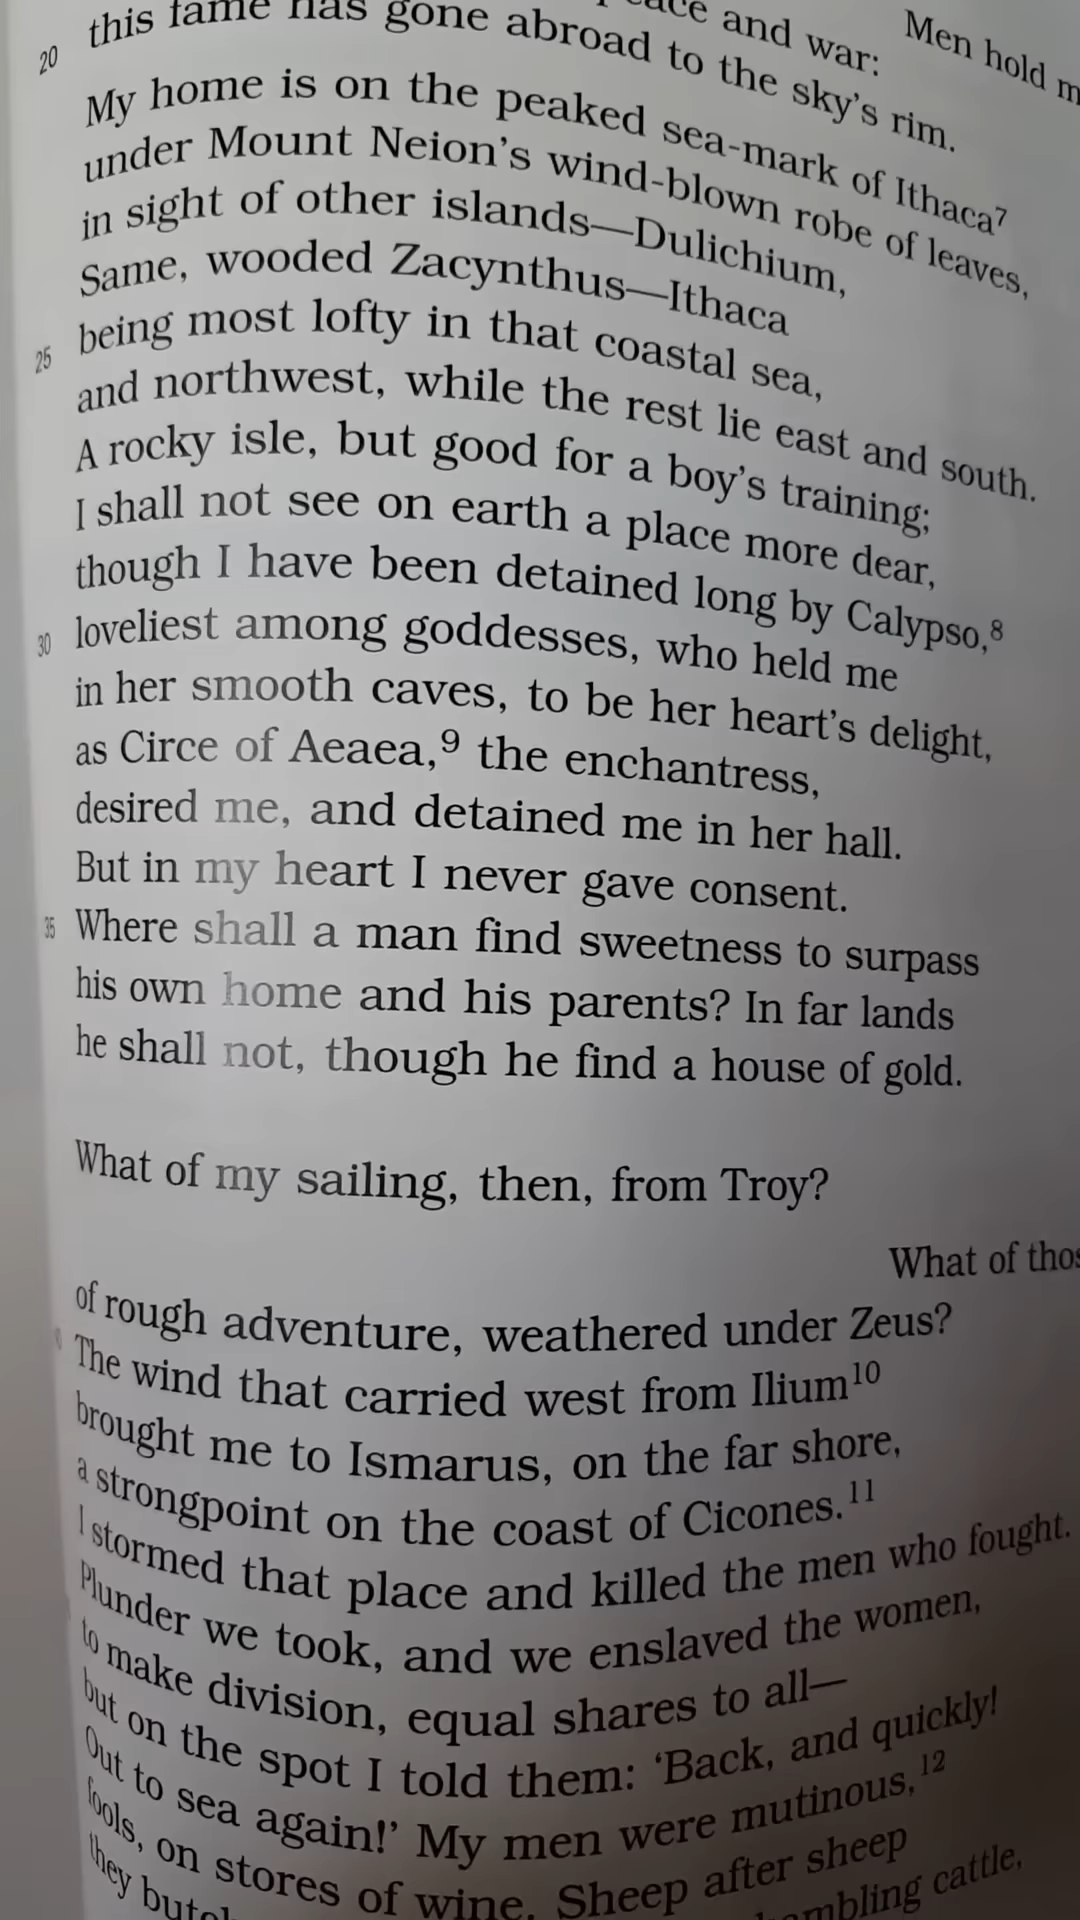 Men hold
and war:
20 this fame has gone abroad to the sky's rim.
My home is on the peaked sea-mark of Ithaca⁷
under Mount Neion's wind-blown robe of leaves,
in sight of other islands—Dulichium,
Same, wooded Zacynthus—Ithaca
25 being most lofty in that coastal sea,
and northwest, while the rest lie east and south.
A rocky isle, but good for a boy's training;
I shall not see on earth a place more dear,
though I have been detained long by Calypso,⁸
30 loveliest among goddesses, who held me
in her smooth caves, to be her heart's delight,
as Circe of Aeaea,⁹ the enchantress,
desired me, and detained me in her hall.
But in my heart I never gave consent.
35 Where shall a man find sweetness to surpass
his own home and his parents? In far lands
he shall not, though he find a house of gold.
What of my sailing, then, from Troy?
What of
of rough adventure, weathered under Zeus?
The wind that carried west from Ilium¹⁰
brought me to Ismarus, on the far shore,
a strongpoint on the coast of Cicones.¹¹
I stormed that place and killed the men who fought.
Plunder we took, and we enslaved the women,
to make division, equal shares to all—
but on the spot I told them: ‘Back, and quickly!
Out to sea again!’ My men were mutinous,¹²
fools, on stores of wine. Sheep after sheep
they cattle,